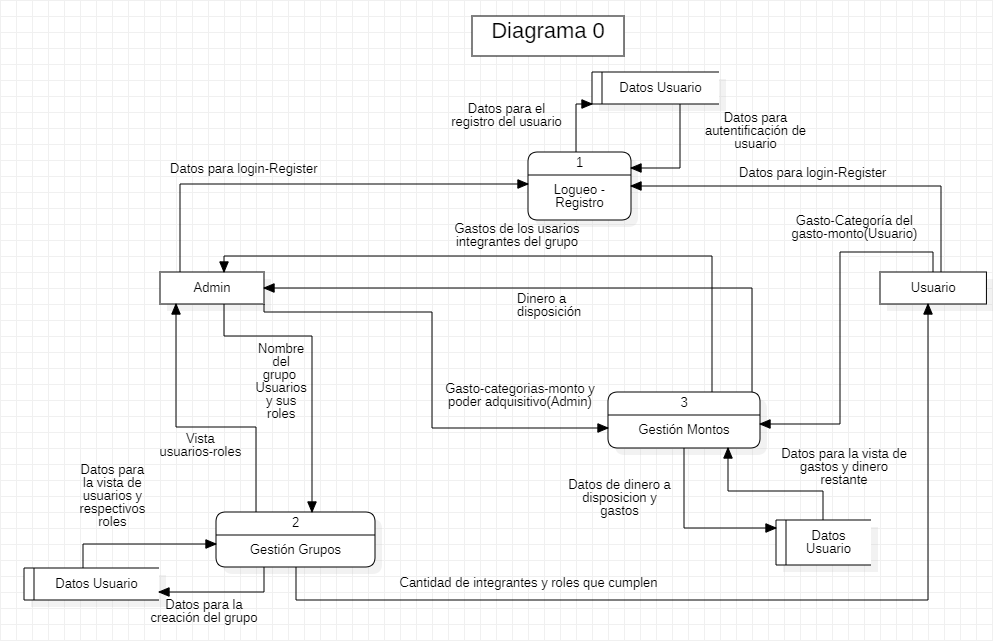 Diagrama 0
Datos Usuario
Datos para el
registro del usuario
Datos para
autentificación de
usuario
1
Logueo -
Registro
Datos para login-Register
Datos para login-Register
Gastos de los usarios
integrantes del grupo
Gasto-Categoría del
gasto-monto(Usuario)
Admin
Usuario
Dinero a
disposición
Nombre
del
grupo
Usuarios
y sus
roles
Gasto-categorias-monto y
poder adquisitivo(Admin)
3
Gestión Montos
Vista
usuarios-roles
Datos para la vista de
gastos y dinero
restante
Datos para
la vista de
usuarios y
respectivos
roles
Datos de dinero a
disposicion y
gastos
2
Gestión Grupos
Datos
Usuario
Datos Usuario
Cantidad de integrantes y roles que cumplen
Datos para la
creación del grupo